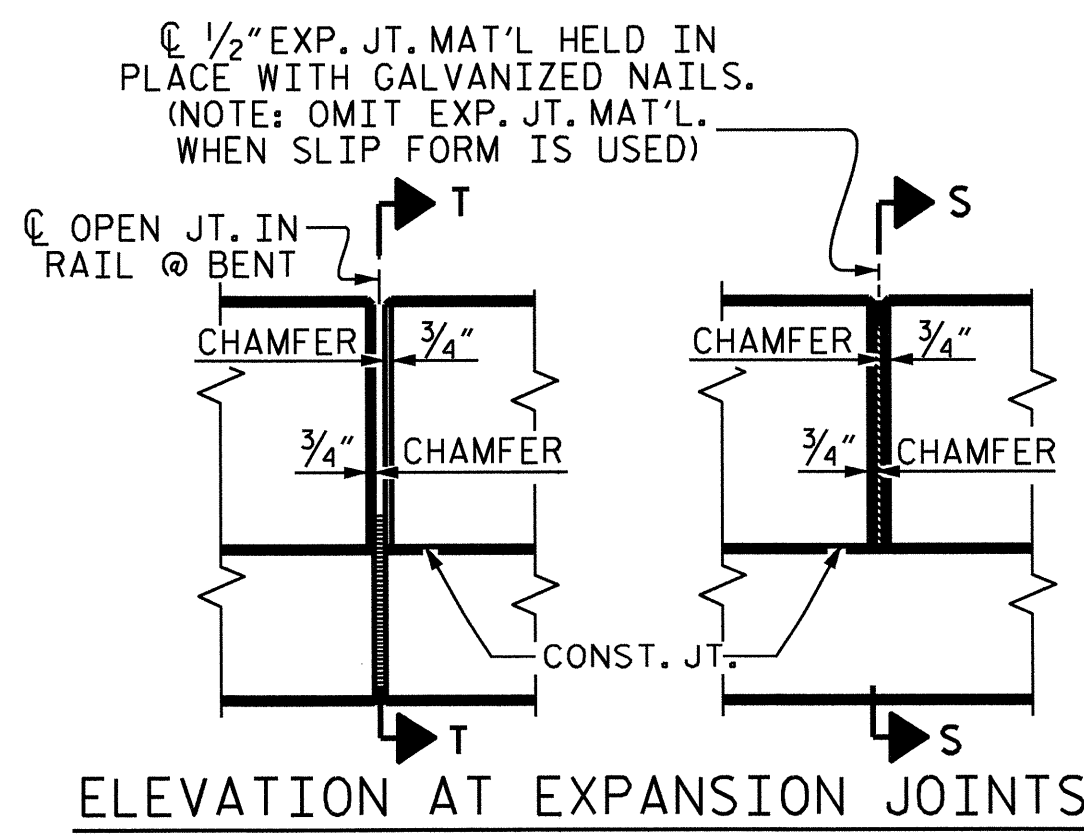 ℄ 1/2" EXP. JT. MAT'L HELD IN
PLACE WITH GALVANIZED NAILS.
(NOTE: OMIT EXP. JT. MAT'L.
WHEN SLIP FORM IS USED)
T
S
℄ OPEN JT. IN
RAIL @ BENT
CHAMFER 3/4"
CHAMFER 3/4"
3/4" CHAMFER
3/4" CHAMFER
CONST. JT.
T
S
ELEVATION AT EXPANSION JOINTS